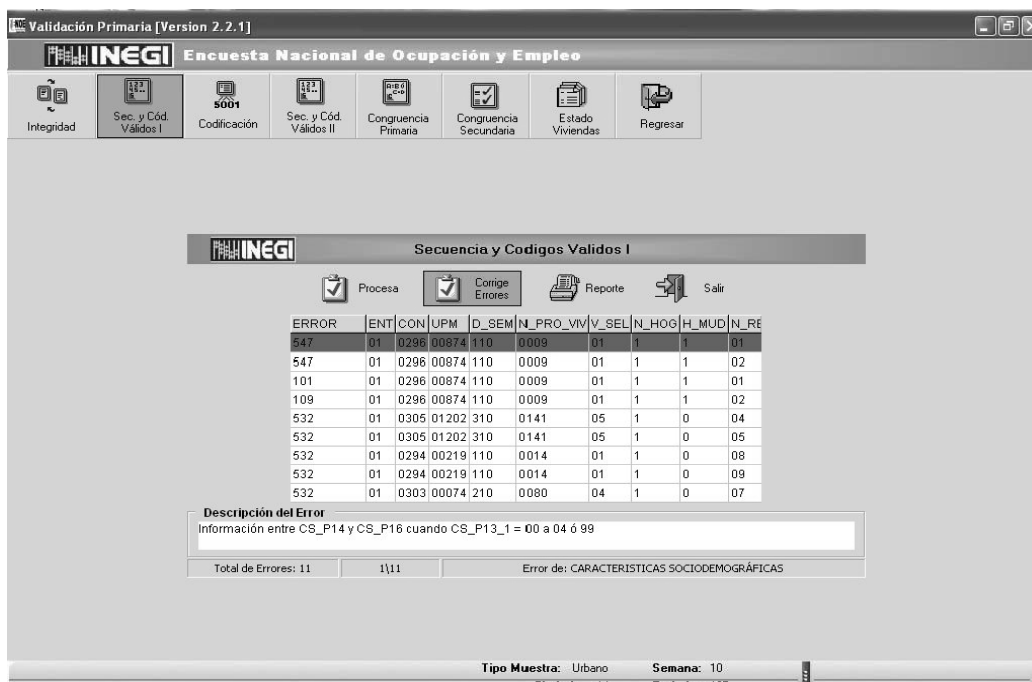 Validación Primaria [Version 2.2.1]
INEGI Encuesta Nacional de Ocupación y Empleo
Integridad
Sec. y Cód. Válidos I
5001
Codificación
Sec. y Cód. Válidos II
Congruencia Primaria
Congruencia Secundaria
Estado Viviendas
Regresar
INEGI Secuencia y Codigos Validos I
Procesa
Corrige Errores
Reporte
Salir
ERROR ENT CON UPM D_SEM N_PRO_VIV V_SEL N_HOG H_MUD N_RE
547 01 0296 00874 110 0009 01 1 1 01
547 01 0296 00874 110 0009 01 1 1 02
101 01 0296 00874 110 0009 01 1 1 01
109 01 0296 00874 110 0009 01 1 1 02
532 01 0305 01202 310 0141 05 1 0 04
532 01 0305 01202 310 0141 05 1 0 05
532 01 0294 00219 110 0014 01 1 0 08
532 01 0294 00219 110 0014 01 1 0 09
532 01 0303 00074 210 0080 04 1 0 07
Descripción del Error
Información entre CS_P14 y CS_P16 cuando CS_P13_1 = 00 a 04 ó 99
Total de Errores: 11 1\11 Error de: CARACTERISTICAS SOCIODEMOGRÁFICAS
Tipo Muestra: Urbano Semana: 10